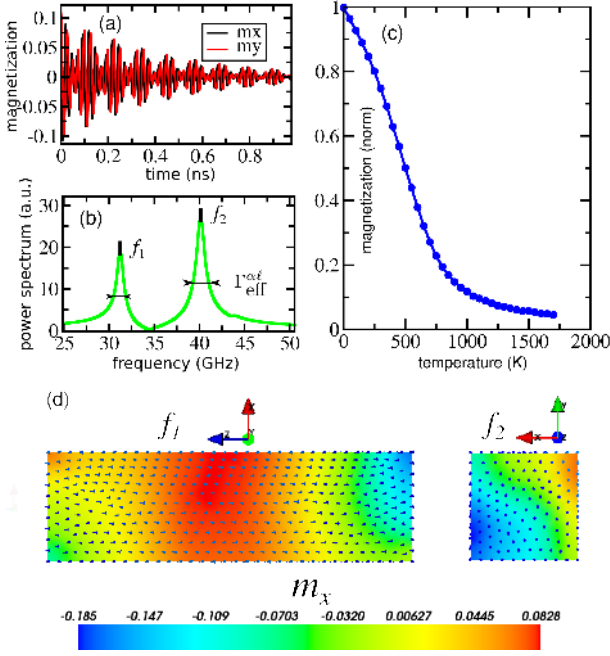 (a)
mx
my
0.1
0.05
0
-0.05
-0.1
magnetization
0 0.2 0.4 0.6 0.8
time (ns)
(b)
f1
f2
Γeff αℓ
30
20
10
0
power spectrum (a.u.)
25 30 35 40 45 50
frequency (GHz)
(c)
1
0.8
0.6
0.4
0.2
0
magnetization (norm)
0 500 1000 1500 2000
temperature (K)
(d)
f1
X
Z
Y
f2
Y
X
Z
mx
-0.185 -0.147 -0.109 -0.0703 -0.0320 0.00627 0.0445 0.0828